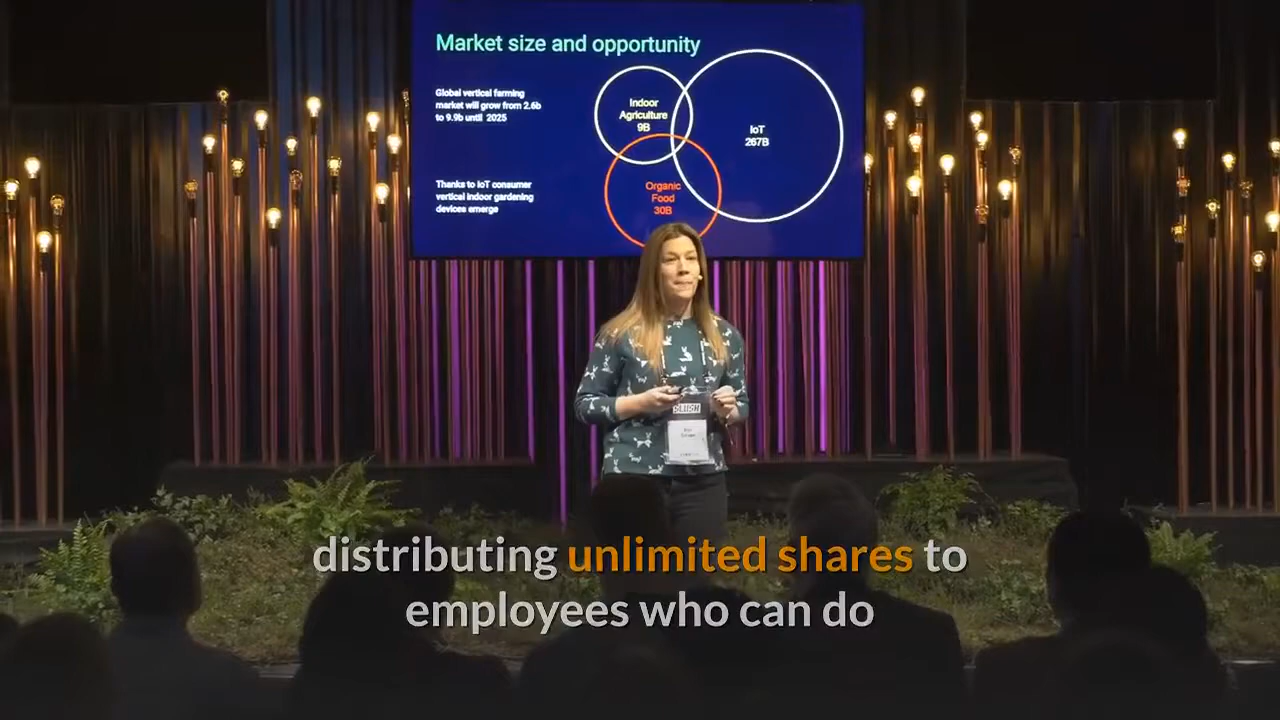 Market size and opportunity
Global vertical farming
market will grow from 2.6b
to 9.9b until 2025
Thanks to IoT consumer
vertical indoor gardening
devices emerge
Indoor
Agriculture
9B
IoT
267B
Organic
Food
30B
SLUSH
distributing unlimited shares to
employees who can do